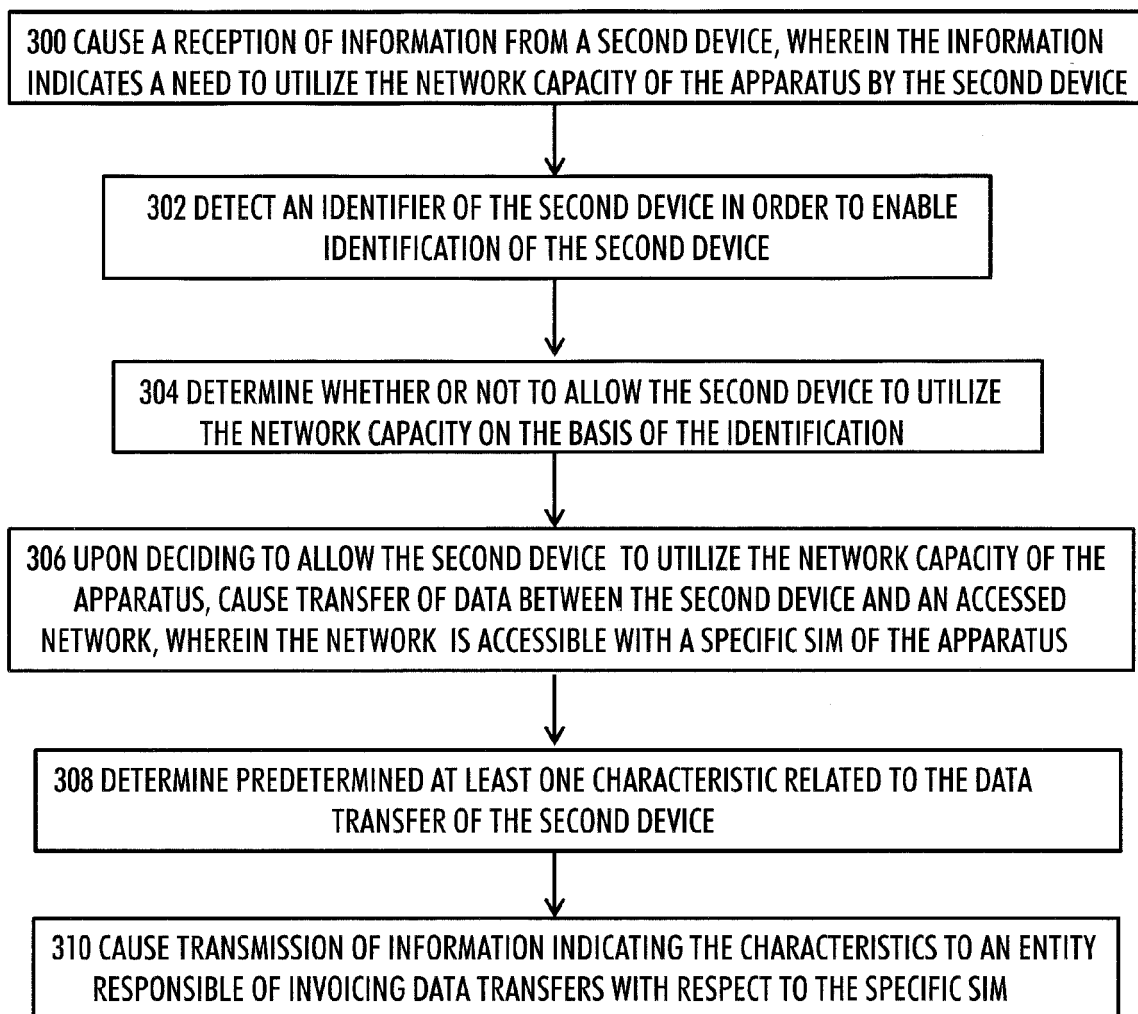 300 CAUSE A RECEPTION OF INFORMATION FROM A SECOND DEVICE, WHEREIN THE INFORMATION
INDICATES A NEED TO UTILIZE THE NETWORK CAPACITY OF THE APPARATUS BY THE SECOND DEVICE
302 DETECT AN IDENTIFIER OF THE SECOND DEVICE IN ORDER TO ENABLE
IDENTIFICATION OF THE SECOND DEVICE
304 DETERMINE WHETHER OR NOT TO ALLOW THE SECOND DEVICE TO UTILIZE
THE NETWORK CAPACITY ON THE BASIS OF THE IDENTIFICATION
306 UPON DECIDING TO ALLOW THE SECOND DEVICE TO UTILIZE THE NETWORK CAPACITY OF THE
APPARATUS, CAUSE TRANSFER OF DATA BETWEEN THE SECOND DEVICE AND AN ACCESSED
NETWORK, WHEREIN THE NETWORK IS ACCESSIBLE WITH A SPECIFIC SIM OF THE APPARATUS
308 DETERMINE PREDETERMINED AT LEAST ONE CHARACTERISTIC RELATED TO THE DATA
TRANSFER OF THE SECOND DEVICE
310 CAUSE TRANSMISSION OF INFORMATION INDICATING THE CHARACTERISTICS TO AN ENTITY
RESPONSIBLE OF INVOICING DATA TRANSFERS WITH RESPECT TO THE SPECIFIC SIM